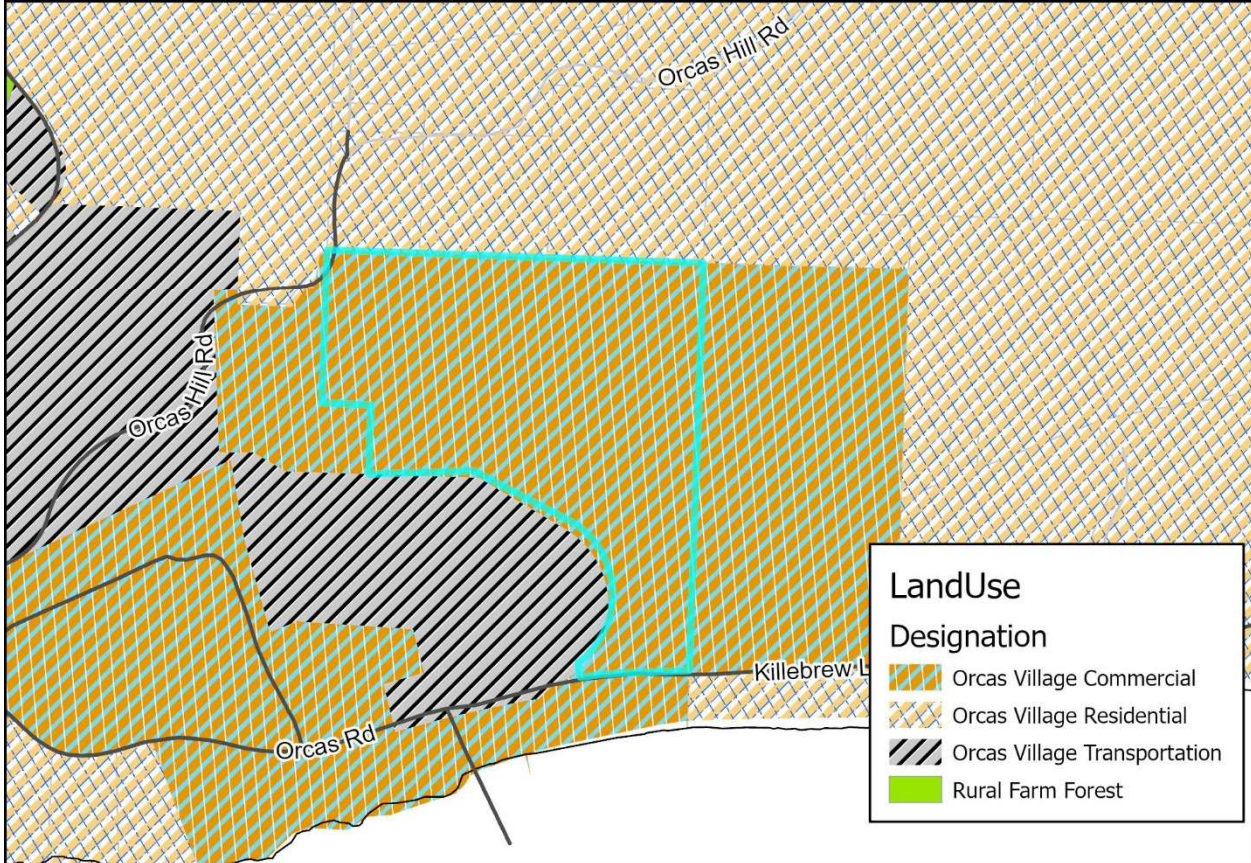 Orcas Hill Rd
Orcas Hill Rd
Killebrew L
Orcas Rd
LandUse
Designation
Orcas Village Commercial
Orcas Village Residential
Orcas Village Transportation
Rural Farm Forest